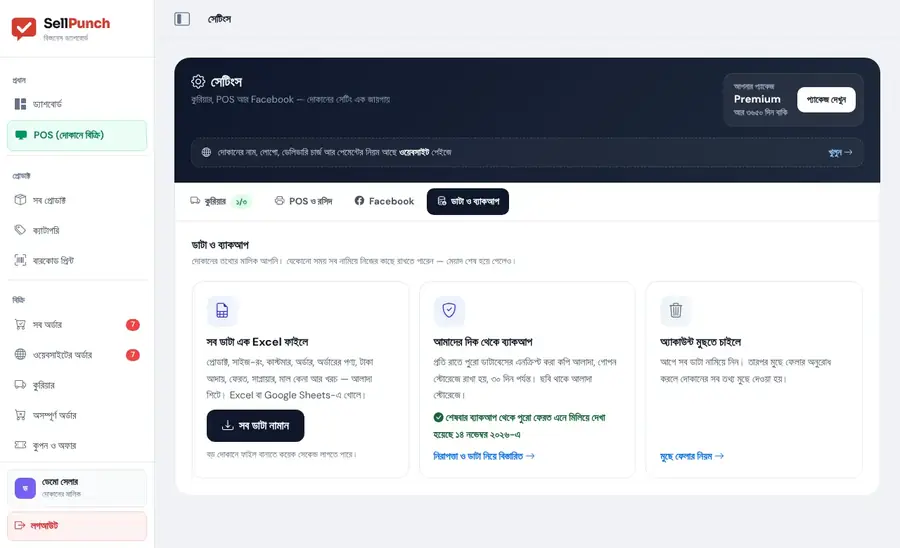 SellPunch
বিজনেস ড্যাশবোর্ড
প্রধান
ড্যাশবোর্ড
POS (দোকানে বিক্রি)
প্রোডাক্ট
সব প্রোডাক্ট
ক্যাটাগরি
বারকোড প্রিন্ট
বিক্রি
সব অর্ডার
7
ওয়েবসাইটের অর্ডার
7
কুরিয়ার
অসম্পূর্ণ অর্ডার
কুপন ও অফার
ডেমো সেলার
দোকানের মালিক
লগআউট
সেটিংস
সেটিংস
কুরিয়ার, POS আর Facebook — দোকানের সেটিং এক জায়গায়
আপনার প্যাকেজ
Premium
আর ৩৬৫০ দিন বাকি
প্যাকেজ দেখুন
দোকানের নাম, লোগো, ডেলিভারি চার্জ আর পেমেন্টের নিয়ম আছে ওয়েবসাইট পেইজে
খুলুন →
কুরিয়ার ১/০
POS ও রসিদ
Facebook
ডাটা ও ব্যাকআপ
ডাটা ও ব্যাকআপ
দোকানের তথ্যের মালিক আপনি। যেকোনো সময় সব নামিয়ে নিজের কাছে রাখতে পারেন — মেয়াদ শেষ হয়ে গেলেও।
সব ডাটা এক Excel ফাইলে
প্রোডাক্ট, সাইজ-রং, কাস্টমার, অর্ডার, অর্ডারের পণ্য, টাকা
আদায়, ফেরত, সাপ্লায়ার, মাল কেনা আর খরচ — আলাদা
শিটে। Excel বা Google Sheets-এ খোলে।
সব ডাটা নামান
বড় দোকানে ফাইল বানাতে কয়েক সেকেন্ড লাগতে পারে।
আমাদের দিক থেকে ব্যাকআপ
প্রতি রাতে পুরো ডাটাবেসের এনক্রিপ্ট করা কপি আলাদা, গোপন
স্টোরেজে রাখা হয়, ৩০ দিন পর্যন্ত। ছবি থাকে আলাদা
স্টোরেজে।
শেষবার ব্যাকআপ থেকে পুরো ফেরত এনে মিলিয়ে দেখা
হয়েছে ১৪ নভেম্বর ২০২৬-এ
নিরাপত্তা ও ডাটা নিয়ে বিস্তারিত →
অ্যাকাউন্ট মুছতে চাইলে
আগে সব ডাটা নামিয়ে নিন। তারপর মুছে ফেলার অনুরোধ
করলে দোকানের সব তথ্য মুছে দেওয়া হয়।
মুছে ফেলার নিয়ম →